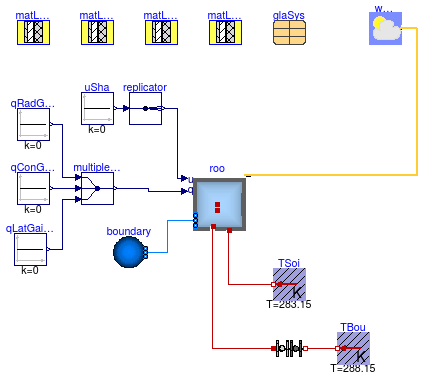 matL...
matL...
matL...
matL...
glaSys
w...
uSha
replicator
k=0
qRadG...
k=0
qConG...
multiple...
k=0
roo
u
q
qLatGai...
k=0
boundary
TSoi
K
T=283.15
TBou
K
T=288.15